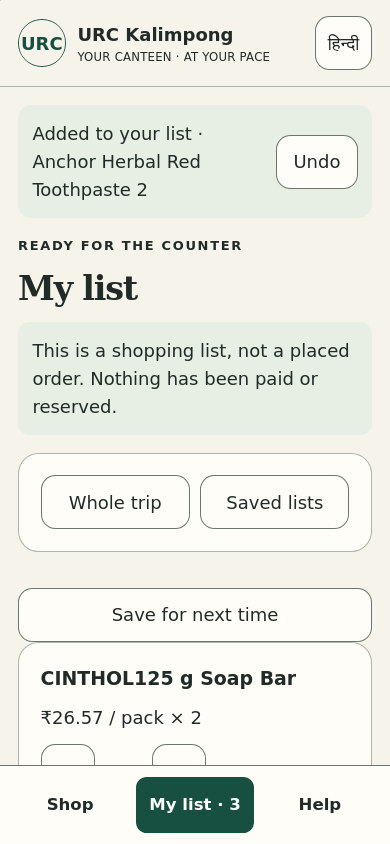 URC
URC Kalimpong
YOUR CANTEEN · AT YOUR PACE
हिन्दी
Added to your list ·
Anchor Herbal Red
Toothpaste 2
Undo
READY FOR THE COUNTER
My list
This is a shopping list, not a placed
order. Nothing has been paid or
reserved.
Whole trip
Saved lists
Save for next time
CINTHOL125 g Soap Bar
₹26.57 / pack × 2
Shop
My list · 3
Help